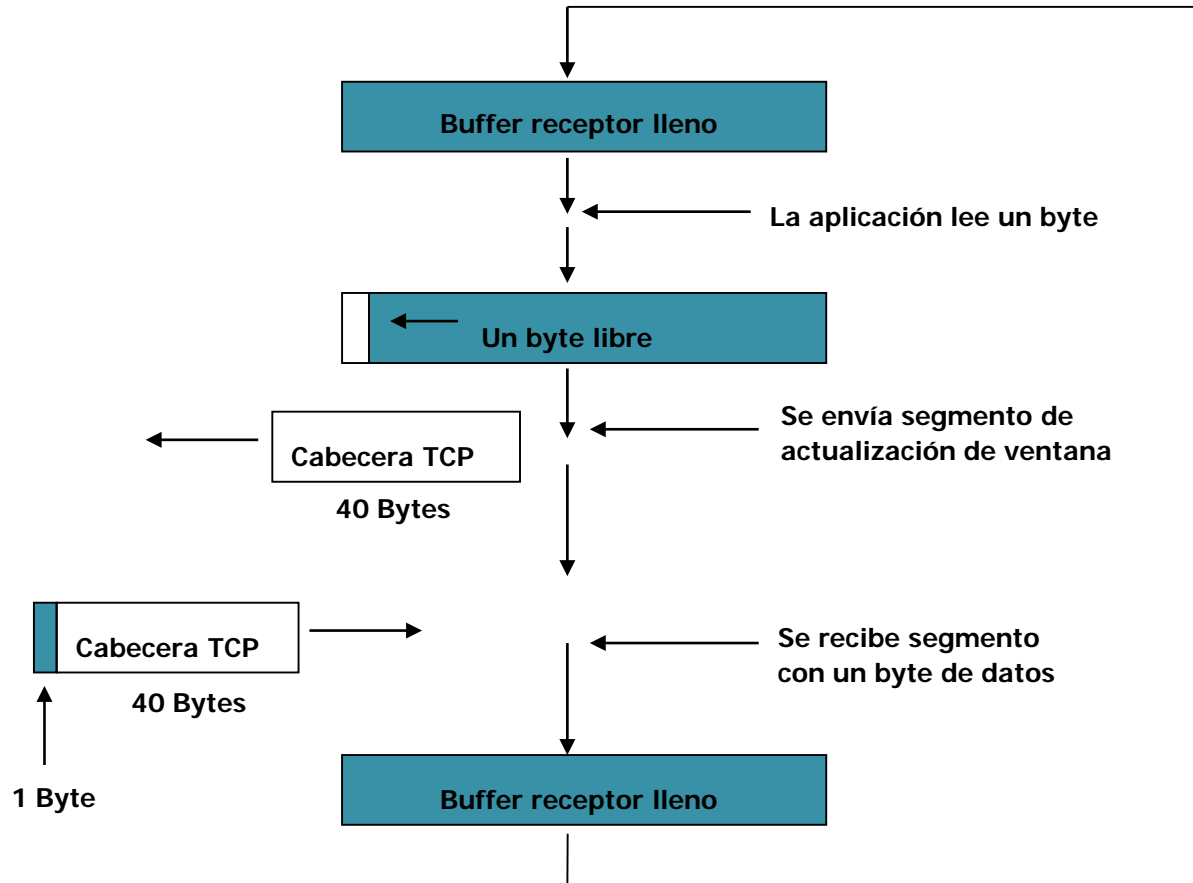 Buffer receptor lleno
La aplicación lee un byte
Un byte libre
Se envía segmento de
actualización de ventana
Cabecera TCP
40 Bytes
Se recibe segmento
con un byte de datos
Cabecera TCP
40 Bytes
1 Byte
Buffer receptor lleno